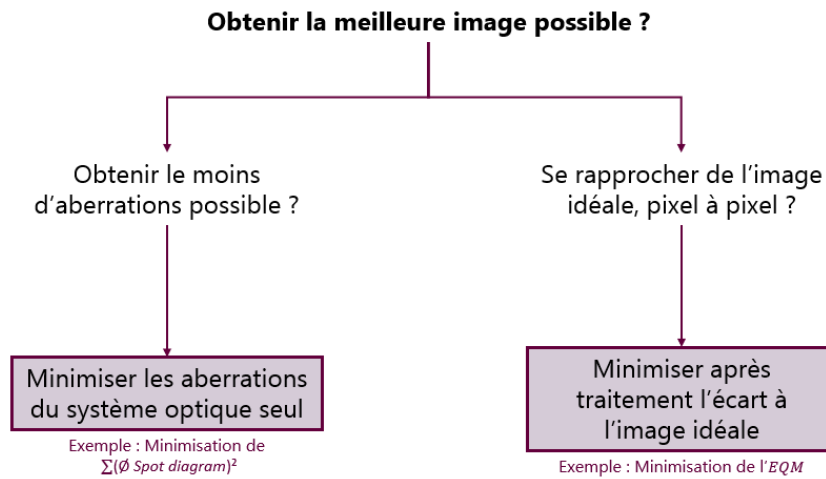 Obtenir la meilleure image possible ?
Obtenir le moins
d’aberrations possible ?
Se rapprocher de l’image
idéale, pixel à pixel ?
Minimiser les aberrations
du système optique seul
Exemple : Minimisation de
∑(Ø Spot diagram)²
Minimiser après
traitement l’écart à
l’image idéale
Exemple : Minimisation de l’EQM